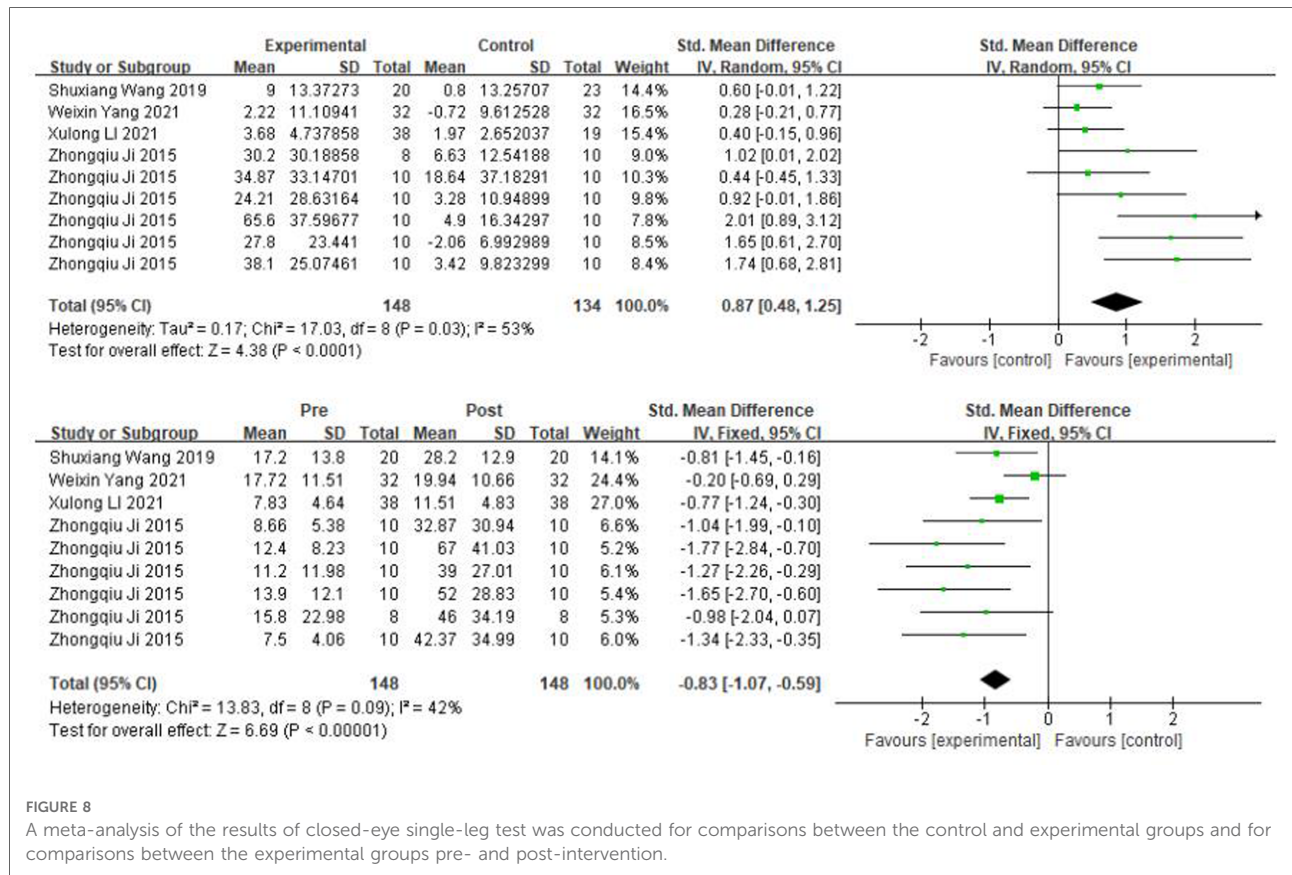 Experimental Control Std. Mean Difference Std. Mean Difference
Study or Subgroup Mean SD Total Mean SD Total Weight IV, Random, 95% CI IV, Random, 95% CI
Shuxiang Wang 2019 9 13.37273 20 0.8 13.25707 23 14.4% 0.60 [-0.01, 1.22]
Weixin Yang 2021 2.22 11.10941 32 -0.72 9.612528 32 16.5% 0.28 [-0.21, 0.77]
Xulong LI 2021 3.68 4.737858 38 1.97 2.652037 19 15.4% 0.40 [-0.15, 0.96]
Zhongqiu Ji 2015 30.2 30.18858 8 6.63 12.54188 10 9.0% 1.02 [0.01, 2.02]
Zhongqiu Ji 2015 34.87 33.14701 10 18.64 37.18291 10 10.3% 0.44 [-0.45, 1.33]
Zhongqiu Ji 2015 24.21 28.63164 10 3.28 10.94899 10 9.8% 0.92 [-0.01, 1.86]
Zhongqiu Ji 2015 65.6 37.59677 10 4.9 16.34297 10 7.8% 2.01 [0.89, 3.12]
Zhongqiu Ji 2015 27.8 23.441 10 -2.06 6.992989 10 8.5% 1.65 [0.61, 2.70]
Zhongqiu Ji 2015 38.1 25.07461 10 3.42 9.823299 10 8.4% 1.74 [0.68, 2.81]
Total (95% CI) 148 134 100.0% 0.87 [0.48, 1.25]
Heterogeneity: Tau² = 0.17; Chi² = 17.03, df = 8 (P = 0.03); I² = 53%
Test for overall effect: Z = 4.38 (P < 0.0001)
-2 -1 0 1 2
Favours [control] Favours [experimental]
Pre Post Std. Mean Difference Std. Mean Difference
Study or Subgroup Mean SD Total Mean SD Total Weight IV, Fixed, 95% CI IV, Fixed, 95% CI
Shuxiang Wang 2019 17.2 13.8 20 28.2 12.9 20 14.1% -0.81 [-1.45, -0.16]
Weixin Yang 2021 17.72 11.51 32 19.94 10.66 32 24.4% -0.20 [-0.69, 0.29]
Xulong LI 2021 7.83 4.64 38 11.51 4.83 38 27.0% -0.77 [-1.24, -0.30]
Zhongqiu Ji 2015 8.66 5.38 10 32.87 30.94 10 6.6% -1.04 [-1.99, -0.10]
Zhongqiu Ji 2015 12.4 8.23 10 67 41.03 10 5.2% -1.77 [-2.84, -0.70]
Zhongqiu Ji 2015 11.2 11.98 10 39 27.01 10 6.1% -1.27 [-2.26, -0.29]
Zhongqiu Ji 2015 13.9 12.1 10 52 28.83 10 5.4% -1.65 [-2.70, -0.60]
Zhongqiu Ji 2015 15.8 22.98 8 46 34.19 8 5.3% -0.98 [-2.04, 0.07]
Zhongqiu Ji 2015 7.5 4.06 10 42.37 34.99 10 6.0% -1.34 [-2.33, -0.35]
Total (95% CI) 148 148 100.0% -0.83 [-1.07, -0.59]
Heterogeneity: Chi² = 13.83, df = 8 (P = 0.09); I² = 42%
Test for overall effect: Z = 6.69 (P < 0.00001)
-2 -1 0 1 2
Favours [experimental] Favours [control]
FIGURE 8
A meta-analysis of the results of closed-eye single-leg test was conducted for comparisons between the control and experimental groups and for
comparisons between the experimental groups pre- and post-intervention.